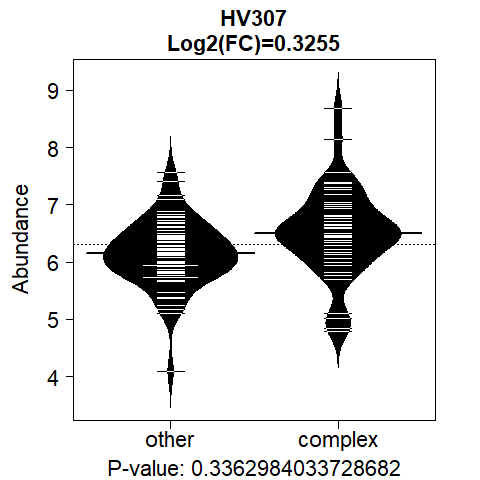 HV307
Log2(FC)=0.3255
Abundance
9
8
7
6
5
4
other complex
P-value: 0.3362984033728682